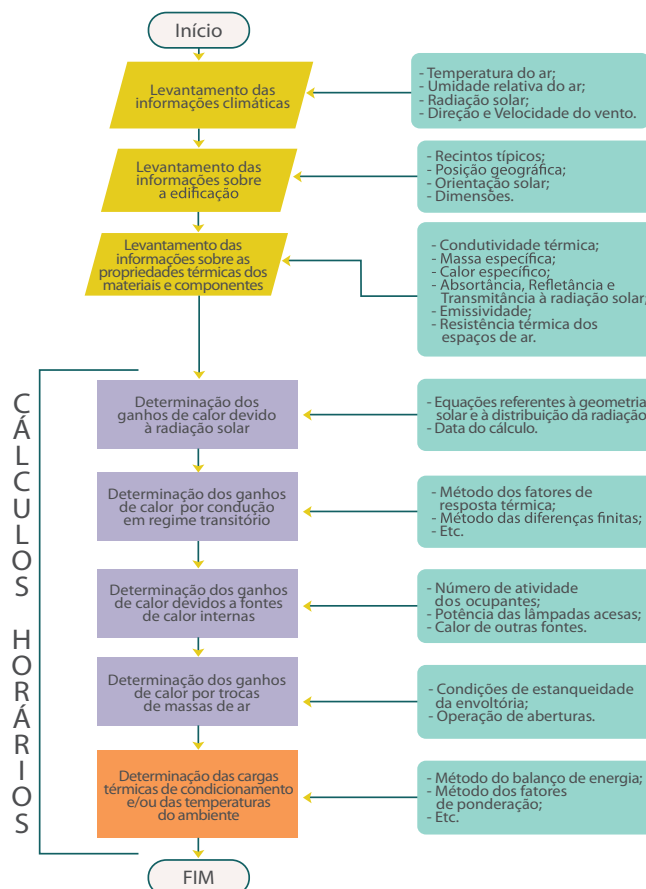 Início
Levantamento das
informações climáticas
- Temperatura do ar;
- Umidade relativa do ar;
- Radiação solar;
- Direção e Velocidade do vento.
Levantamento das
informações sobre
a edificação
- Recintos típicos;
- Posição geográfica;
- Orientação solar;
- Dimensões.
Levantamento das
informações sobre as
propriedades térmicas dos
materiais e componentes
- Condutividade térmica;
- Massa específica;
- Calor específico;
- Absortância, Refletância e
Transmitância à radiação solar;
- Emissividade;
- Resistência térmica dos
espaços de ar.
CÁLCULOS HORÁRIOS
Determinação dos
ganhos de calor devido
à radiação solar
- Equações referentes à geometria
solar e à distribuição da radiação
- Data do cálculo.
Determinação dos ganhos
de calor por condução
em regime transitório
- Método dos fatores de
resposta térmica;
- Método das diferenças finitas;
- Etc.
Determinação dos ganhos
de calor devidos a fontes
de calor internas
- Número de atividade
dos ocupantes;
- Potência das lâmpadas acesas;
- Calor de outras fontes.
Determinação dos ganhos
de calor por trocas
de massas de ar
- Condições de estanqueidade
da envoltória;
- Operação de aberturas.
Determinação das cargas
térmicas de condicionamento
e/ou das temperaturas
do ambiente
- Método do balanço de energia;
- Método dos fatores
de ponderação;
- Etc.
FIM